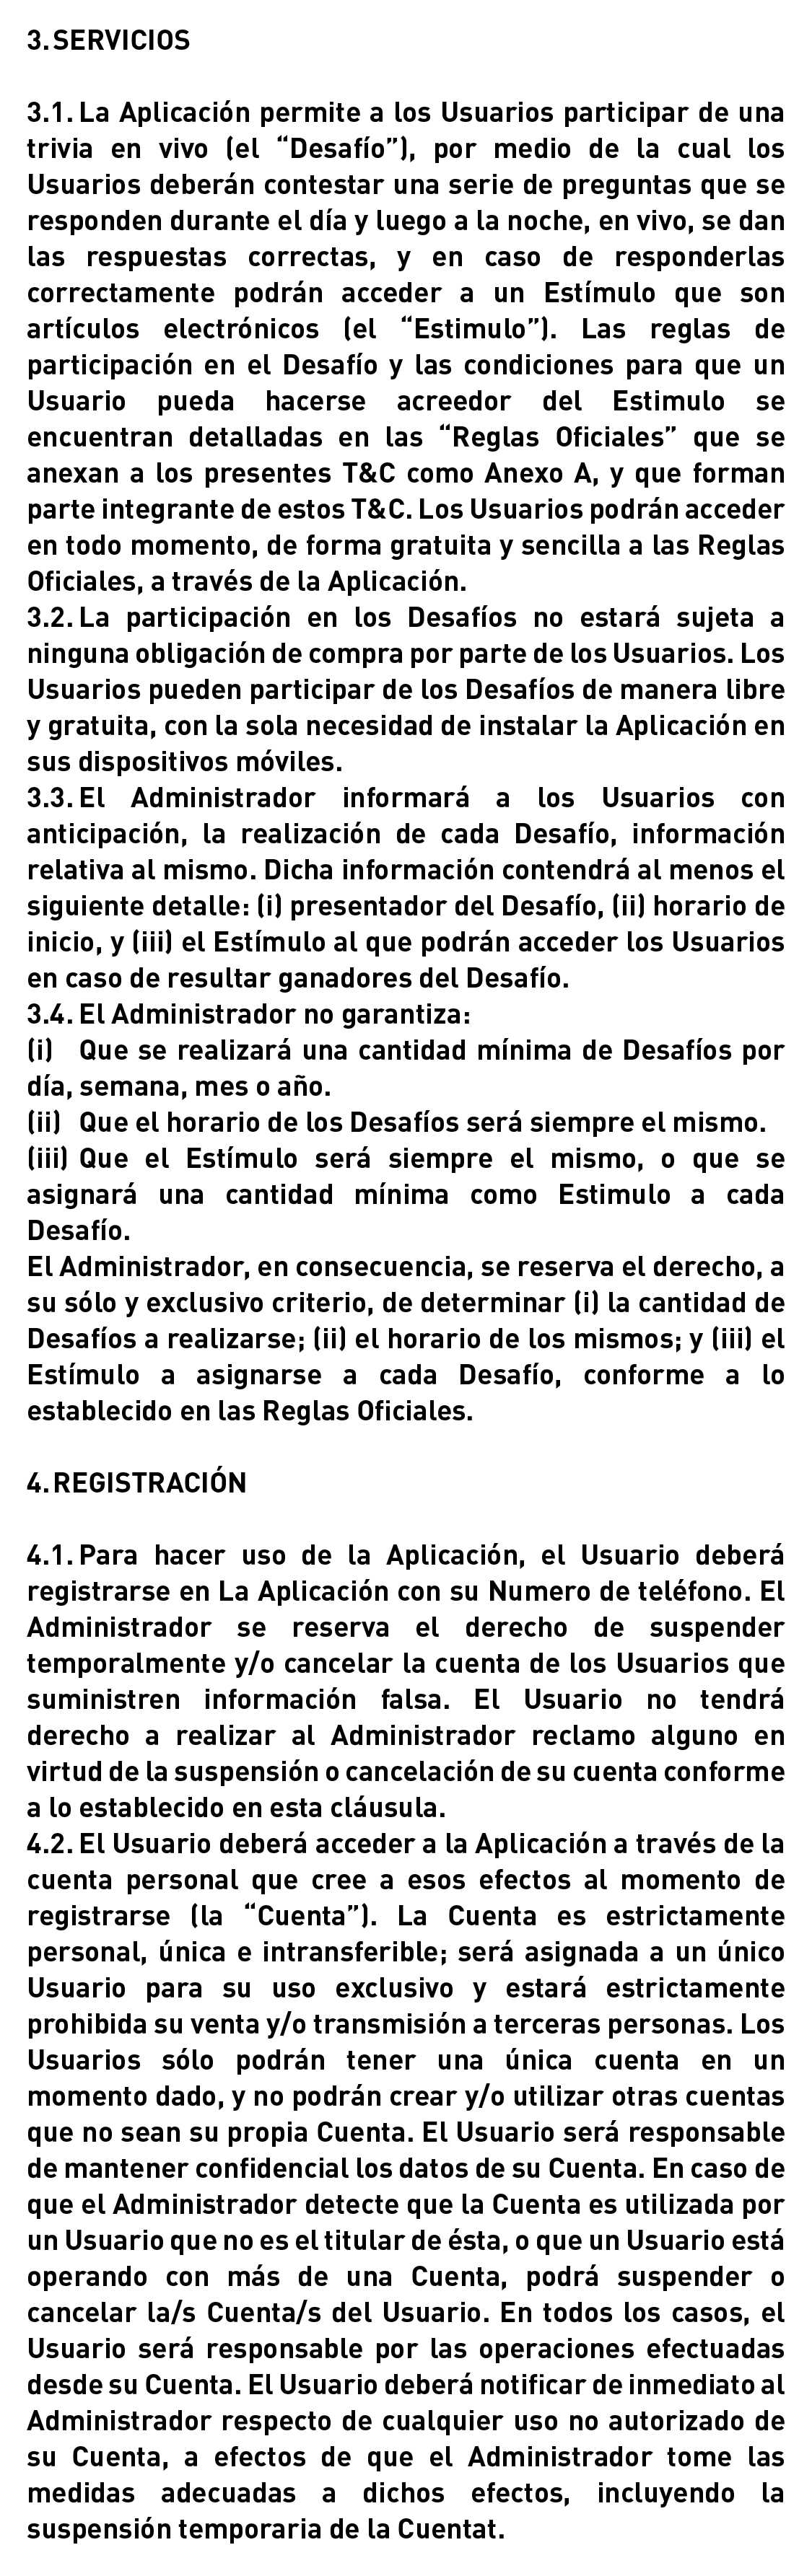 3. SERVICIOS
3.1. La Aplicación permite a los Usuarios participar de una
trivia en vivo (el “Desafío”), por medio de la cual los
Usuarios deberán contestar una serie de preguntas que se
responden durante el día y luego a la noche, en vivo, se dan
las respuestas correctas, y en caso de responderlas
correctamente podrán acceder a un Estímulo que son
artículos electrónicos (el “Estimulo”). Las reglas de
participación en el Desafío y las condiciones para que un
Usuario pueda hacerse acreedor del Estimulo se
encuentran detalladas en las “Reglas Oficiales” que se
anexan a los presentes T&C como Anexo A, y que forman
parte integrante de estos T&C. Los Usuarios podrán acceder
en todo momento, de forma gratuita y sencilla a las Reglas
Oficiales, a través de la Aplicación.
3.2. La participación en los Desafíos no estará sujeta a
ninguna obligación de compra por parte de los Usuarios. Los
Usuarios pueden participar de los Desafíos de manera libre
y gratuita, con la sola necesidad de instalar la Aplicación en
sus dispositivos móviles.
3.3. El Administrador informará a los Usuarios con
anticipación, la realización de cada Desafío, información
relativa al mismo. Dicha información contendrá al menos el
siguiente detalle: (i) presentador del Desafío, (ii) horario de
inicio, y (iii) el Estímulo al que podrán acceder los Usuarios
en caso de resultar ganadores del Desafío.
3.4. El Administrador no garantiza:
(i) Que se realizará una cantidad mínima de Desafíos por
día, semana, mes o año.
(ii) Que el horario de los Desafíos será siempre el mismo.
(iii) Que el Estímulo será siempre el mismo, o que se
asignará una cantidad mínima como Estimulo a cada
Desafío.
El Administrador, en consecuencia, se reserva el derecho, a
su sólo y exclusivo criterio, de determinar (i) la cantidad de
Desafíos a realizarse; (ii) el horario de los mismos; y (iii) el
Estímulo a asignarse a cada Desafío, conforme a lo
establecido en las Reglas Oficiales.
4. REGISTRACIÓN
4.1. Para hacer uso de la Aplicación, el Usuario deberá
registrarse en La Aplicación con su Numero de teléfono. El
Administrador se reserva el derecho de suspender
temporalmente y/o cancelar la cuenta de los Usuarios que
suministren información falsa. El Usuario no tendrá
derecho a realizar al Administrador reclamo alguno en
virtud de la suspensión o cancelación de su cuenta conforme
a lo establecido en esta cláusula.
4.2. El Usuario deberá acceder a la Aplicación a través de la
cuenta personal que cree a esos efectos al momento de
registrarse (la “Cuenta”). La Cuenta es estrictamente
personal, única e intransferible; será asignada a un único
Usuario para su uso exclusivo y estará estrictamente
prohibida su venta y/o transmisión a terceras personas. Los
Usuarios sólo podrán tener una única cuenta en un
momento dado, y no podrán crear y/o utilizar otras cuentas
que no sean su propia Cuenta. El Usuario será responsable
de mantener confidencial los datos de su Cuenta. En caso de
que el Administrador detecte que la Cuenta es utilizada por
un Usuario que no es el titular de ésta, o que un Usuario está
operando con más de una Cuenta, podrá suspender o
cancelar la/s Cuenta/s del Usuario. En todos los casos, el
Usuario será responsable por las operaciones efectuadas
desde su Cuenta. El Usuario deberá notificar de inmediato al
Administrador respecto de cualquier uso no autorizado de
su Cuenta, a efectos de que el Administrador tome las
medidas adecuadas a dichos efectos, incluyendo la
suspensión temporaria de la Cuentat.